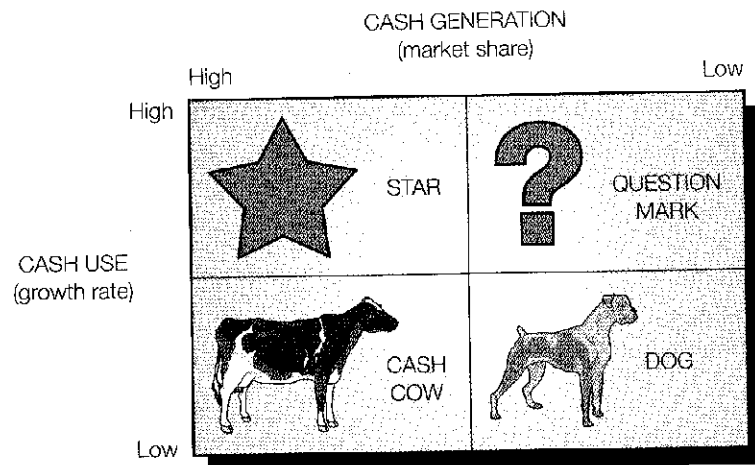 CASH GENERATION
(market share)
High
Low
High
STAR
QUESTION
MARK
CASH USE
(growth rate)
CASH
COW
DOG
Low